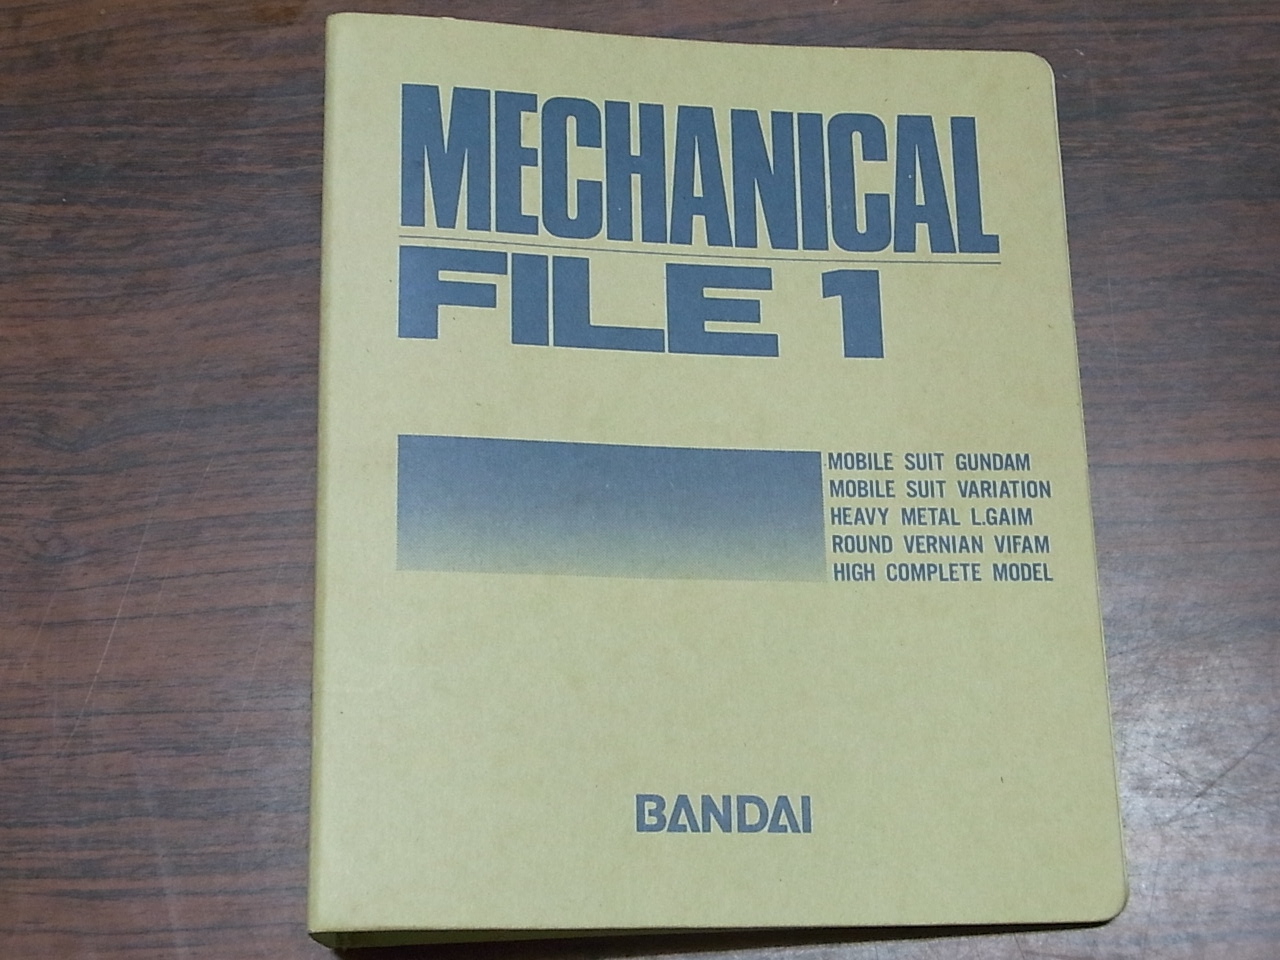 MECHANICAL
FILE 1
MOBILE SUIT GUNDAM
MOBILE SUIT VARIATION
HEAVY METAL L.GAIM
ROUND VERNIAN VIFAM
HIGH COMPLETE MODEL
BANDAI